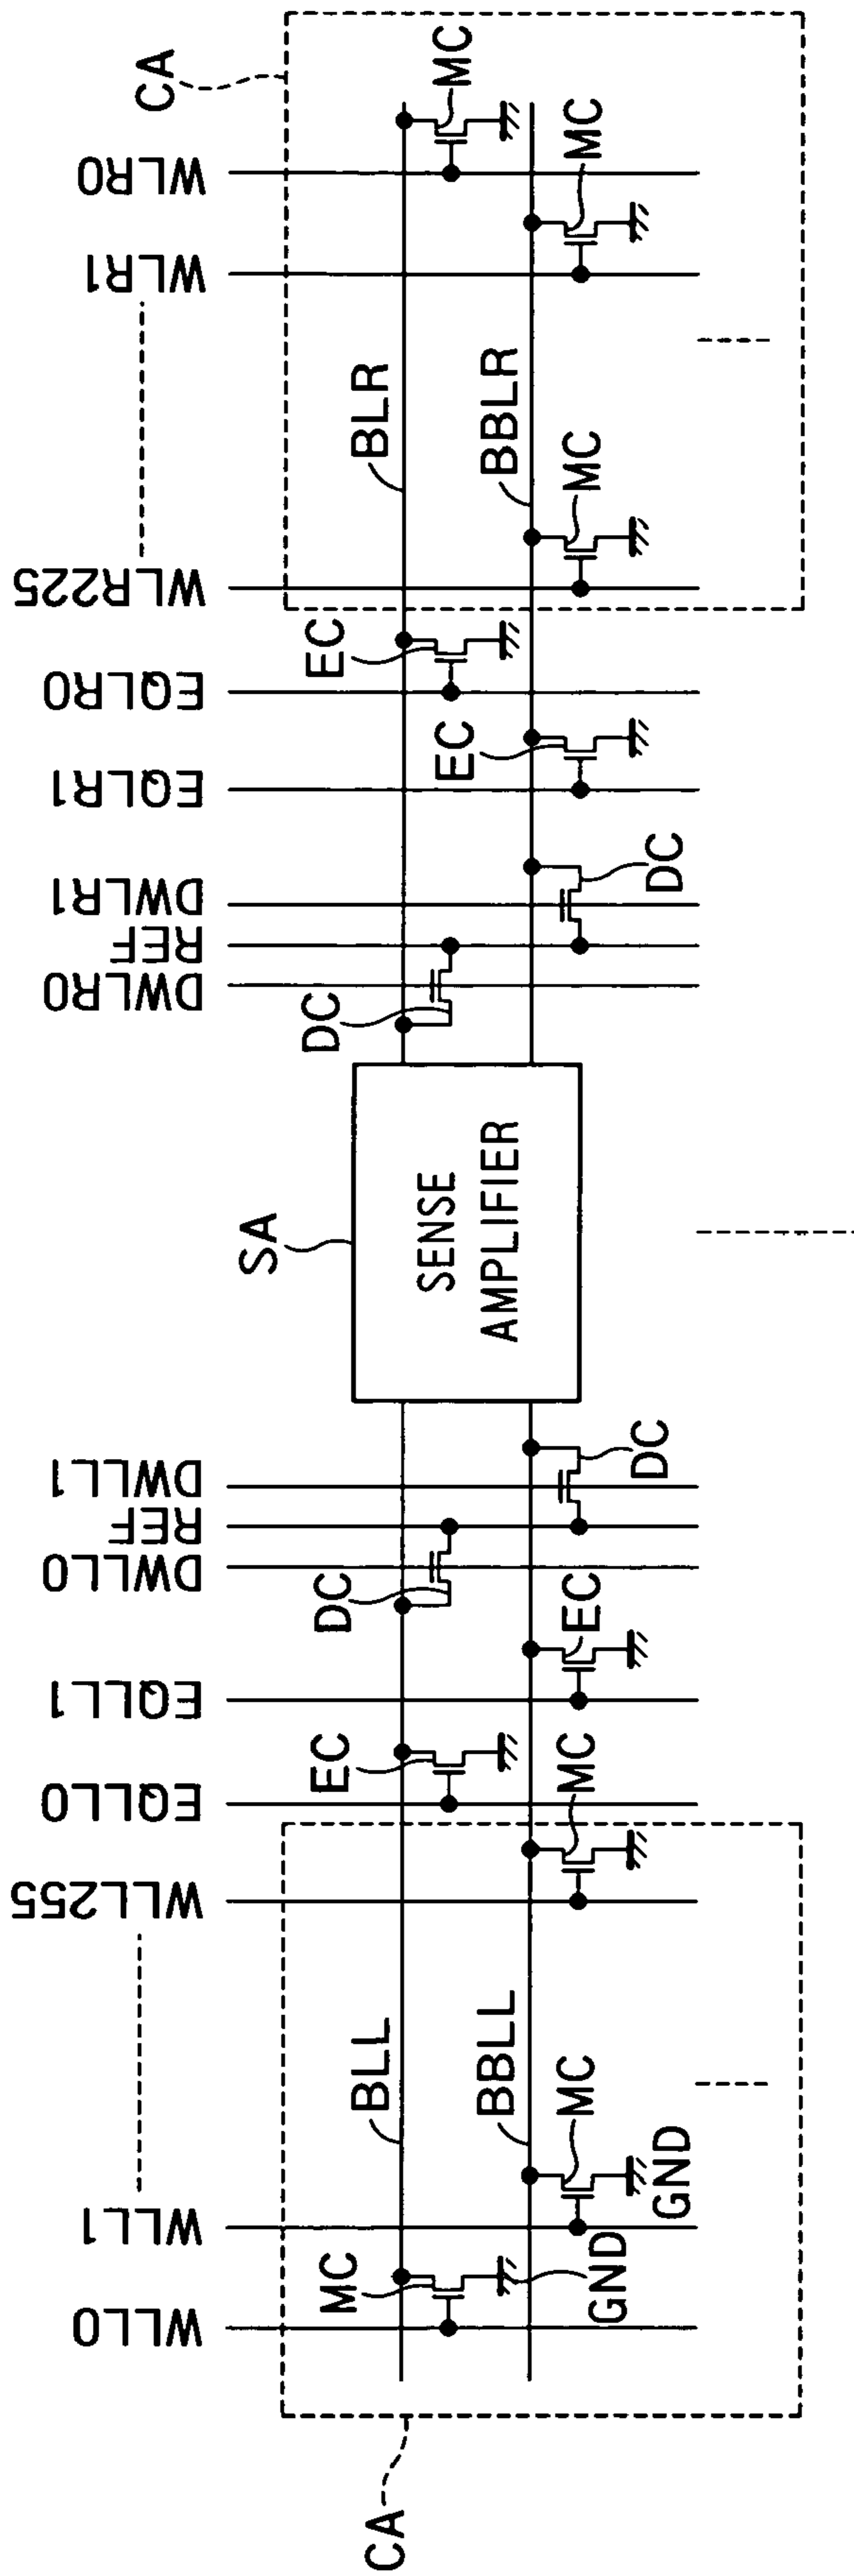 WLL0
WLL1
WLL255
EQLL0
EQLL1
DWLL0
REF
DWLL1
DWLR0
REF
DWLR1
EQLR1
EQLR0
WLR225
WLR1
WLR0
CA
SA
CA
MC
BLL
EC
DC
DC
EC
BLR
MC
GND
MC
GND
BBLL
MC
EC
DC
SENSE
AMPLIFIER
DC
EC
MC
BBLR
MC